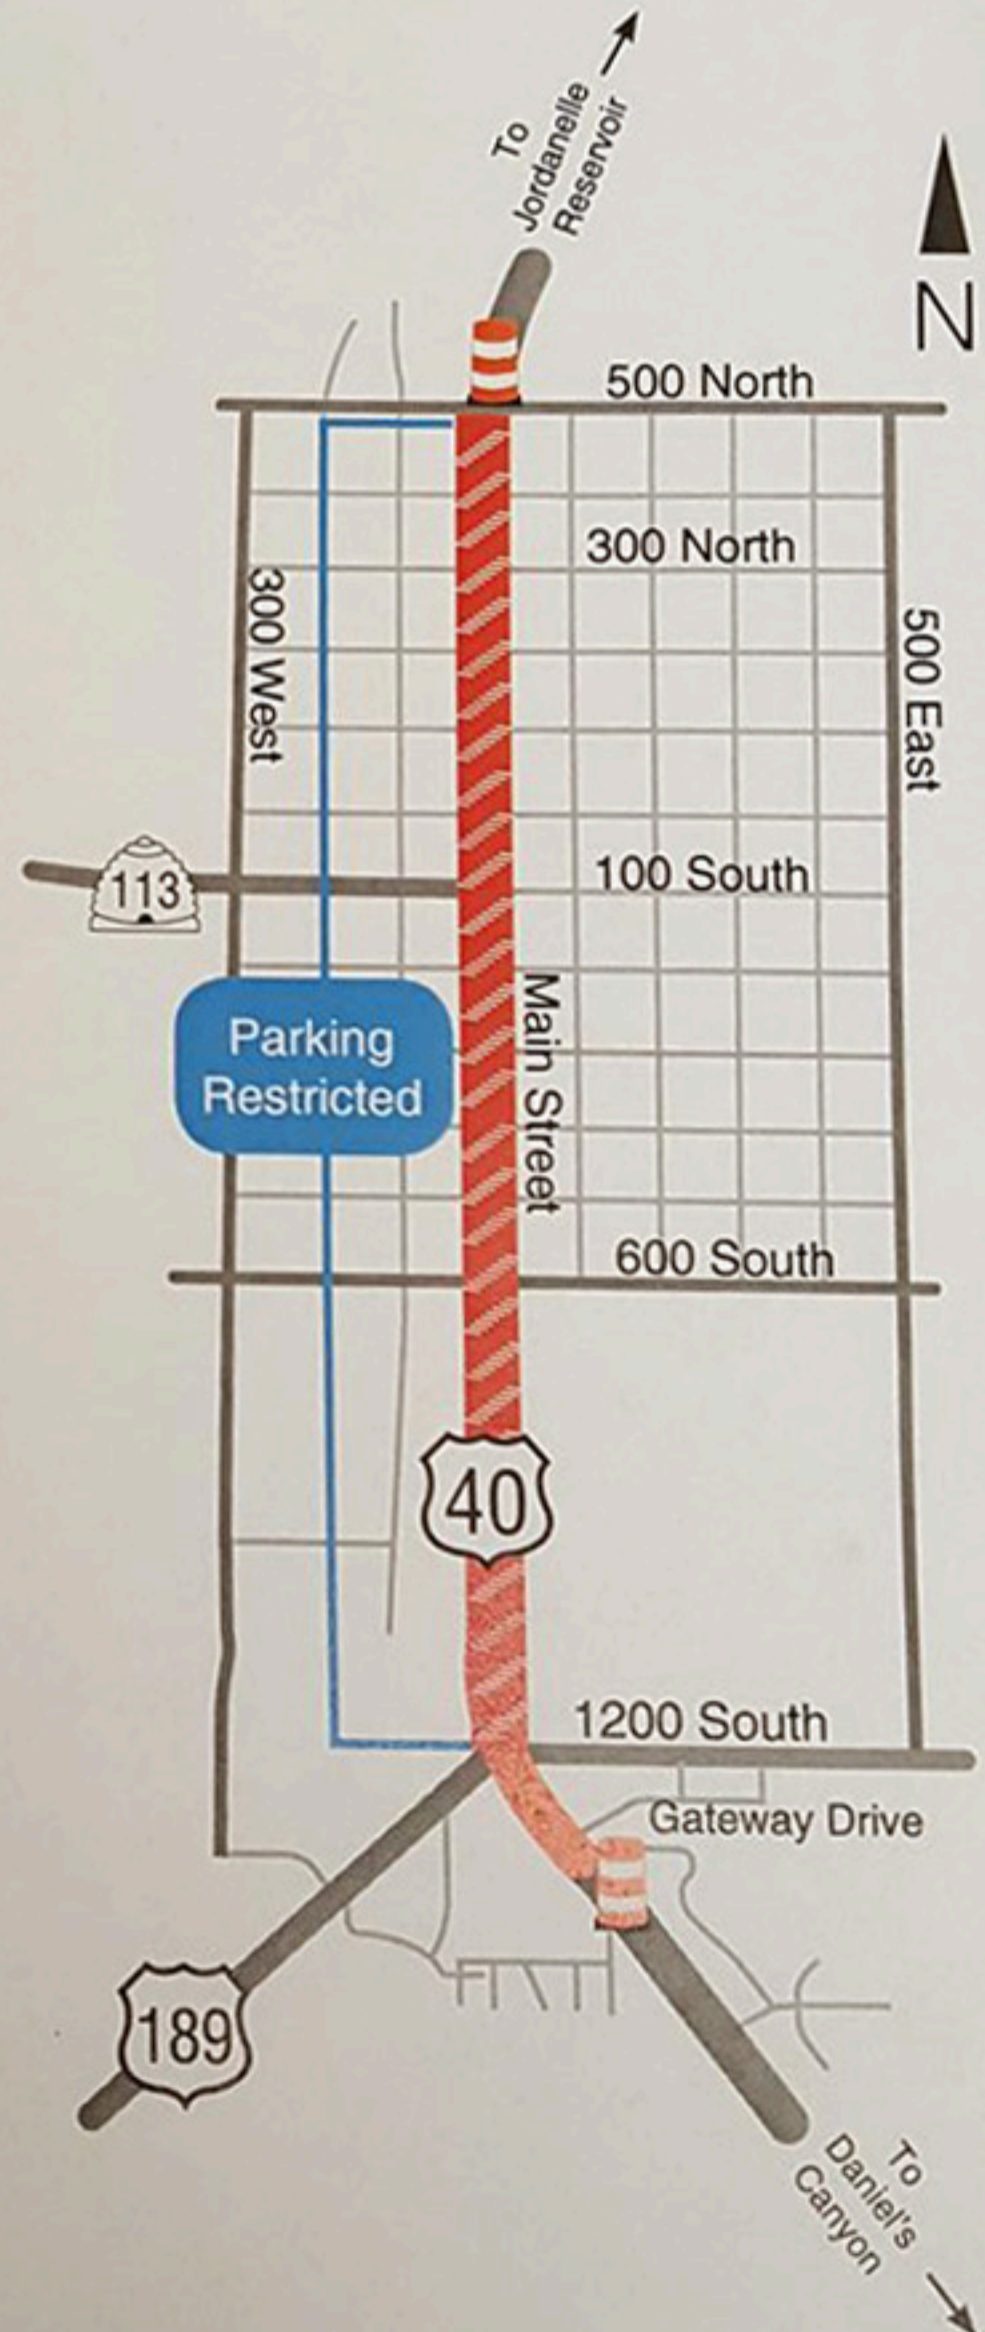 To
Jordanelle
Reservoir
N
500 North
300 North
300 West
500 East
113
100 South
Parking
Restricted
Main Street
600 South
40
1200 South
Gateway Drive
189
To
Daniel's
Canyon